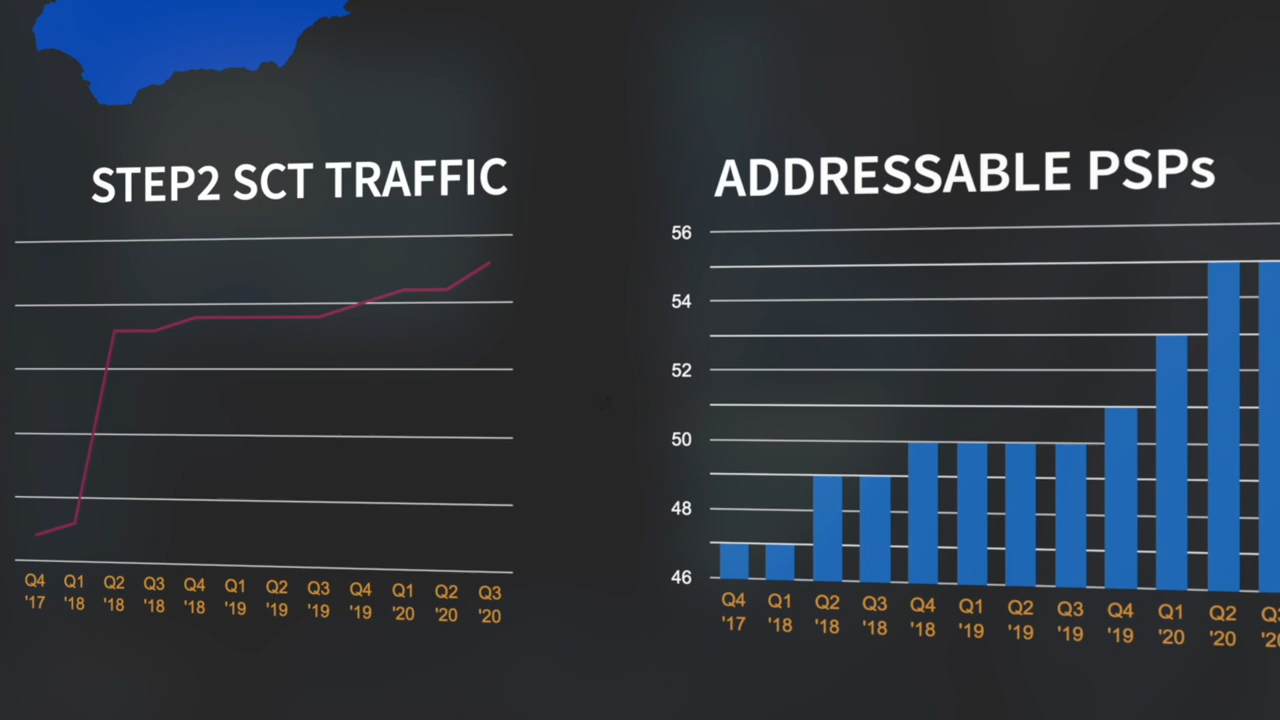 STEP2 SCT TRAFFIC
Q4 Q1 Q2 Q3 Q4 Q1 Q2 Q3 Q4 Q1 Q2 Q3
'17 '18 '18 '18 '18 '19 '19 '19 '19 '20 '20 '20
ADDRESSABLE PSPs
56
54
52
50
48
46
Q4 Q1 Q2 Q3 Q4 Q1 Q2 Q3 Q4 Q1 Q2
'17 '18 '18 '18 '18 '19 '19 '19 '19 '20 '20